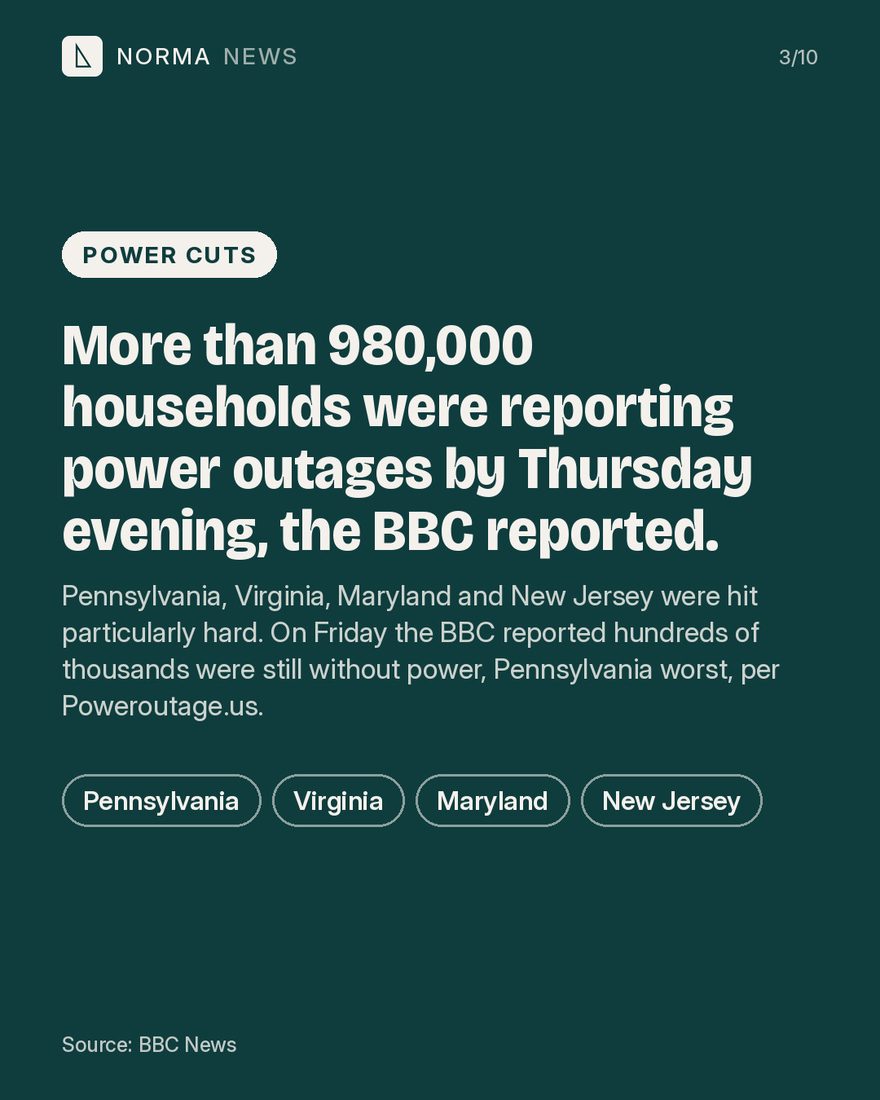 NORMA NEWS
3/10
POWER CUTS
More than 980,000
households were reporting
power outages by Thursday
evening, the BBC reported.
Pennsylvania, Virginia, Maryland and New Jersey were hit
particularly hard. On Friday the BBC reported hundreds of
thousands were still without power, Pennsylvania worst, per
Poweroutage.us.
Pennsylvania Virginia Maryland New Jersey
Source: BBC News